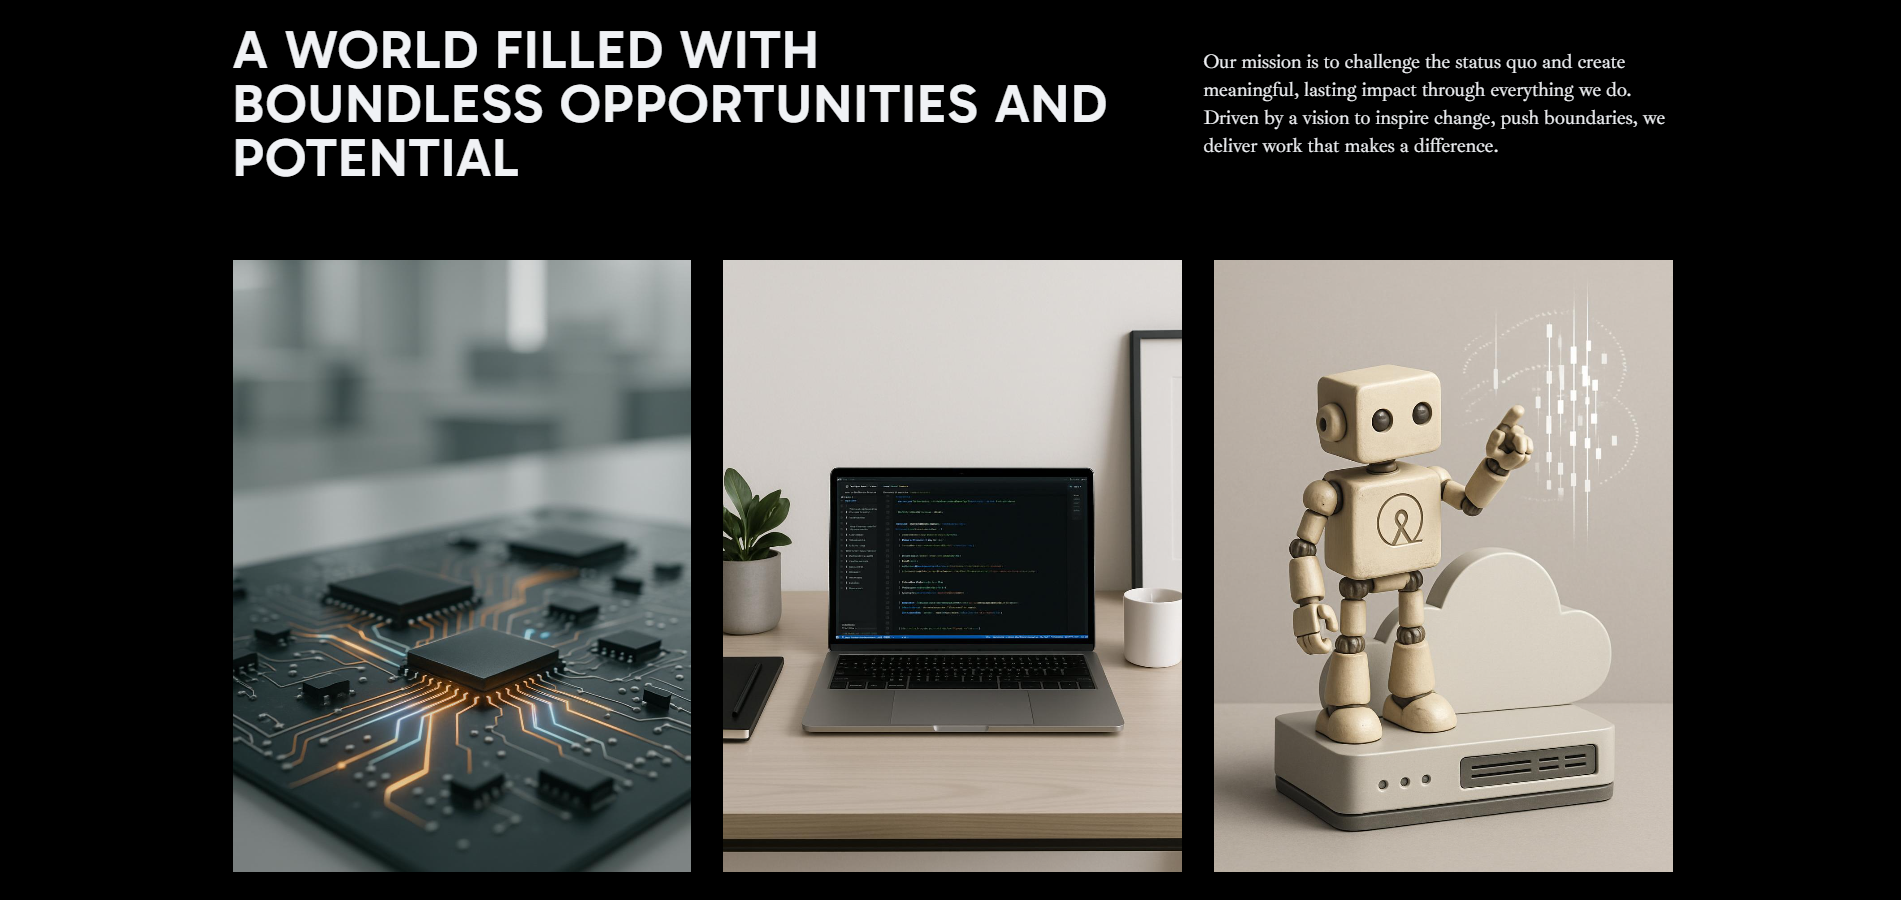 A WORLD FILLED WITH
BOUNDLESS OPPORTUNITIES AND
POTENTIAL
Our mission is to challenge the status quo and create
meaningful, lasting impact through everything we do.
Driven by a vision to inspire change, push boundaries, we
deliver work that makes a difference.